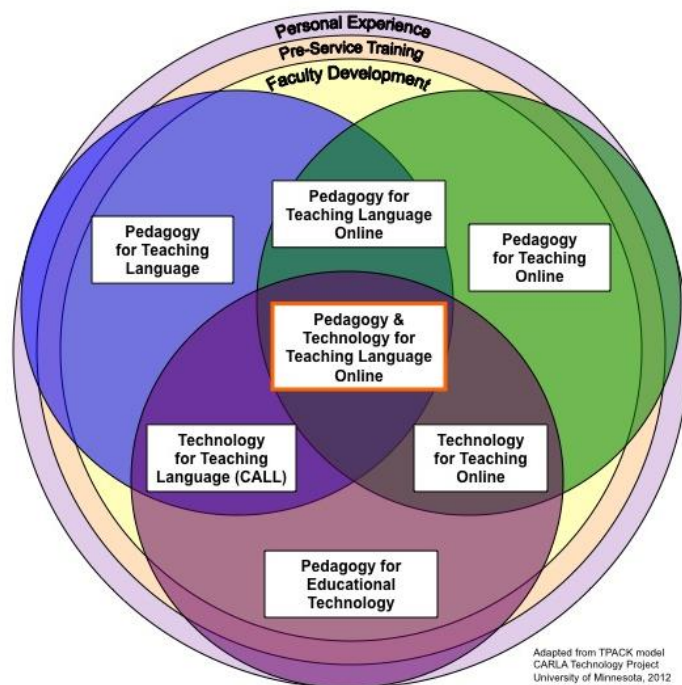 Personal Experience
Pre-Service Training
Faculty Development
Pedagogy for
Teaching Language
Online
Pedagogy
for Teaching
Language
Pedagogy
for Teaching
Online
Pedagogy &
Technology for
Teaching Language
Online
Technology
for Teaching
Language (CALL)
Technology
for Teaching
Online
Pedagogy for
Educational
Technology
Adapted from TPACK model
CARLA Technology Project
University of Minnesota, 2012